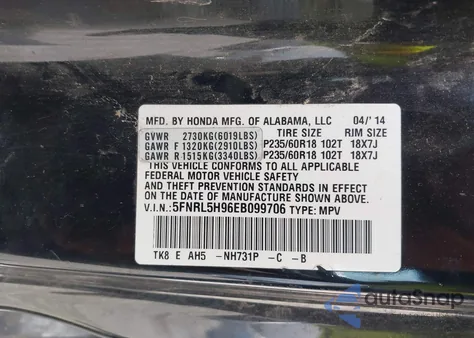 MFD. BY HONDA MFG. OF ALABAMA, LLC 04/'14
GVWR 2730KG(6019LBS) TIRE SIZE RIM SIZE
GAWR F 1320KG(2910LBS) P235/60R18 102T 18X7J
GAWR R 1515KG(3340LBS) P235/60R18 102T 18X7J
THIS VEHICLE CONFORMS TO ALL APPLICABLE
FEDERAL MOTOR VEHICLE SAFETY AND
THEFT PREVENTION STANDARDS IN EFFECT
ON THE DATE OF MANUFACTURE SHOWN ABOVE.
V.I.N.: 5FNRL5H96EB099706 TYPE: MPV
TK8 E AH5 -NH731P -C -B
autoSnap